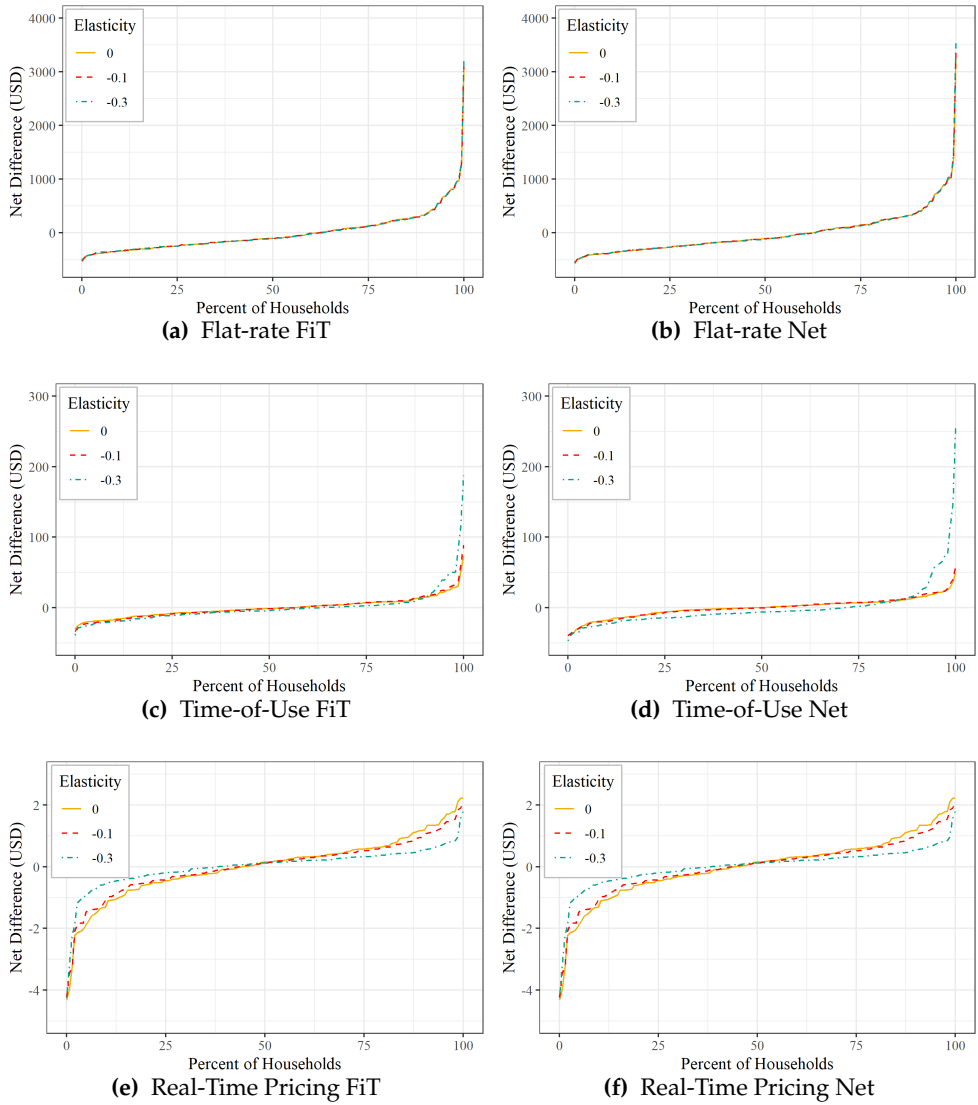 Elasticity
0
-0.1
-0.3
Net Difference (USD)
4000
3000
2000
1000
0
0 25 50 75 100
Percent of Households
(a) Flat-rate FiT
Elasticity
0
-0.1
-0.3
Net Difference (USD)
4000
3000
2000
1000
0
0 25 50 75 100
Percent of Households
(b) Flat-rate Net
Elasticity
0
-0.1
-0.3
Net Difference (USD)
300
200
100
0
0 25 50 75 100
Percent of Households
(c) Time-of-Use FiT
Elasticity
0
-0.1
-0.3
Net Difference (USD)
300
200
100
0
0 25 50 75 100
Percent of Households
(d) Time-of-Use Net
Elasticity
0
-0.1
-0.3
Net Difference (USD)
2
0
-2
-4
0 25 50 75 100
Percent of Households
(e) Real-Time Pricing FiT
Elasticity
0
-0.1
-0.3
Net Difference (USD)
2
0
-2
-4
0 25 50 75 100
Percent of Households
(f) Real-Time Pricing Net